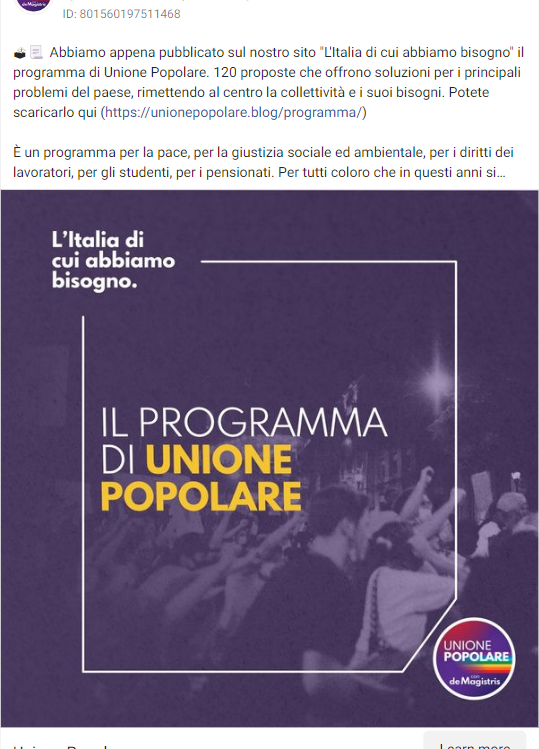 ID: 801560197511468
Abbiamo appena pubblicato sul nostro sito "L'Italia di cui abbiamo bisogno" il
programma di Unione Popolare. 120 proposte che offrono soluzioni per i principali
problemi del paese, rimettendo al centro la collettività e i suoi bisogni. Potete
scaricarlo qui (https://unionepopolare.blog/programma/)
È un programma per la pace, per la giustizia sociale ed ambientale, per i diritti dei
lavoratori, per gli studenti, per i pensionati. Per tutti coloro che in questi anni si...
L'Italia di
cui abbiamo
bisogno.
IL PROGRAMMA
DI UNIONE
POPOLARE
UNIONE
POPOLARE
con
de Magistris
Learn more